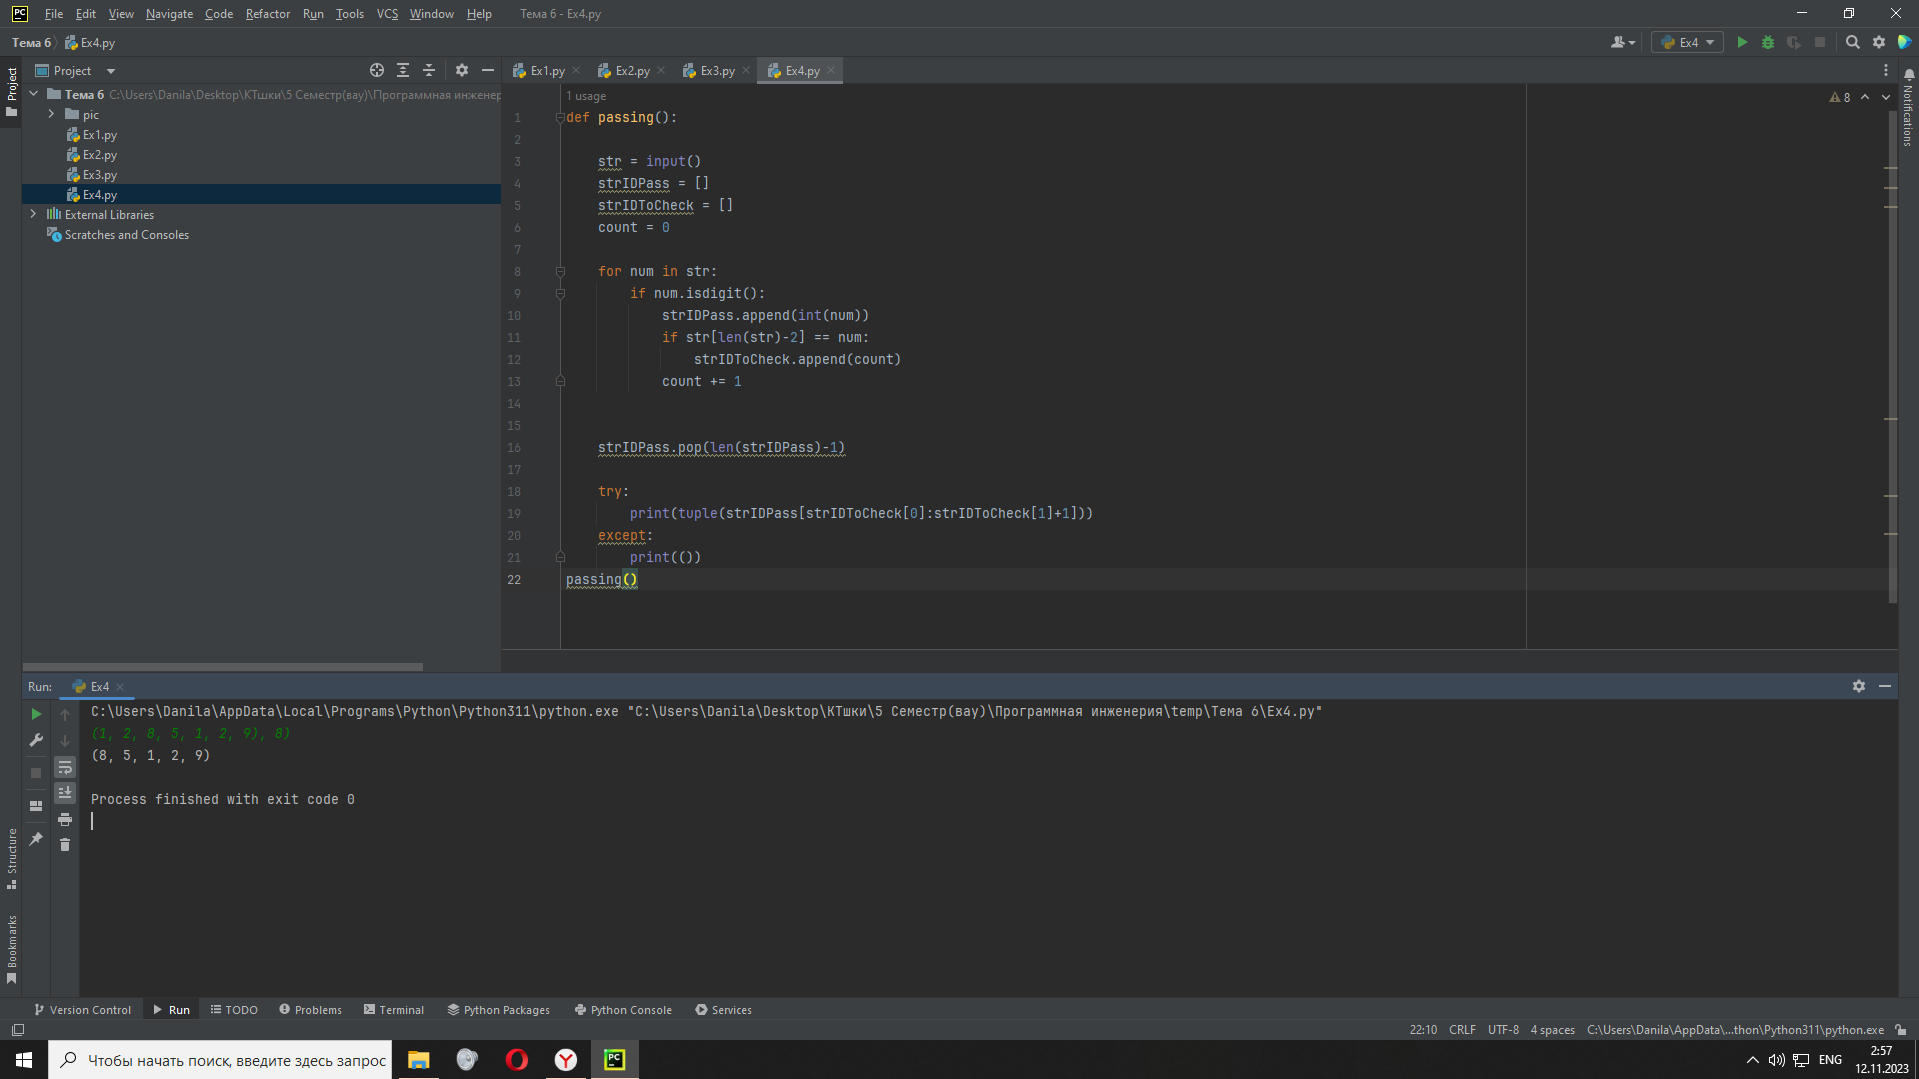 PC File Edit View Navigate Code Refactor Run Tools VCS Window Help Тема 6 - Ex4.py
Тема 6 Ex4.py Ex4
Project
Project
Ex1.py Ex2.py Ex3.py Ex4.py
Тема 6 C:\Users\Danila\Desktop\КТшки\5 Семестр(вау)\Программная инженер
pic
Ex1.py
Ex2.py
Ex3.py
Ex4.py
External Libraries
Scratches and Consoles
Notifications
8
1 usage
1 def passing():
2
3 str = input()
4 strIDPass = []
5 strIDToCheck = []
6 count = 0
7
8 for num in str:
9 if num.isdigit():
10 strIDPass.append(int(num))
11 if str[len(str)-2] == num:
12 strIDToCheck.append(count)
13 count += 1
14
15
16 strIDPass.pop(len(strIDPass)-1)
17
18 try:
19 print(tuple(strIDPass[strIDToCheck[0]:strIDToCheck[1]+1]))
20 except:
21 print(())
22 passing()
Run: Ex4
C:\Users\Danila\AppData\Local\Programs\Python\Python311\python.exe "C:\Users\Danila\Desktop\КТшки\5 Семестр(вау)\Программная инженерия\temp\Тема 6\Ex4.py"
(1, 2, 8, 5, 1, 2, 9), 8)
(8, 5, 1, 2, 9)
Process finished with exit code 0
Structure
Bookmarks
Version Control Run TODO Problems Terminal Python Packages Python Console Services
22:10 CRLF UTF-8 4 spaces C:\Users\Danila\AppData\...thon\Python311\python.exe
Чтобы начать поиск, введите здесь запрос
PC
ENG
2:57
12.11.2023